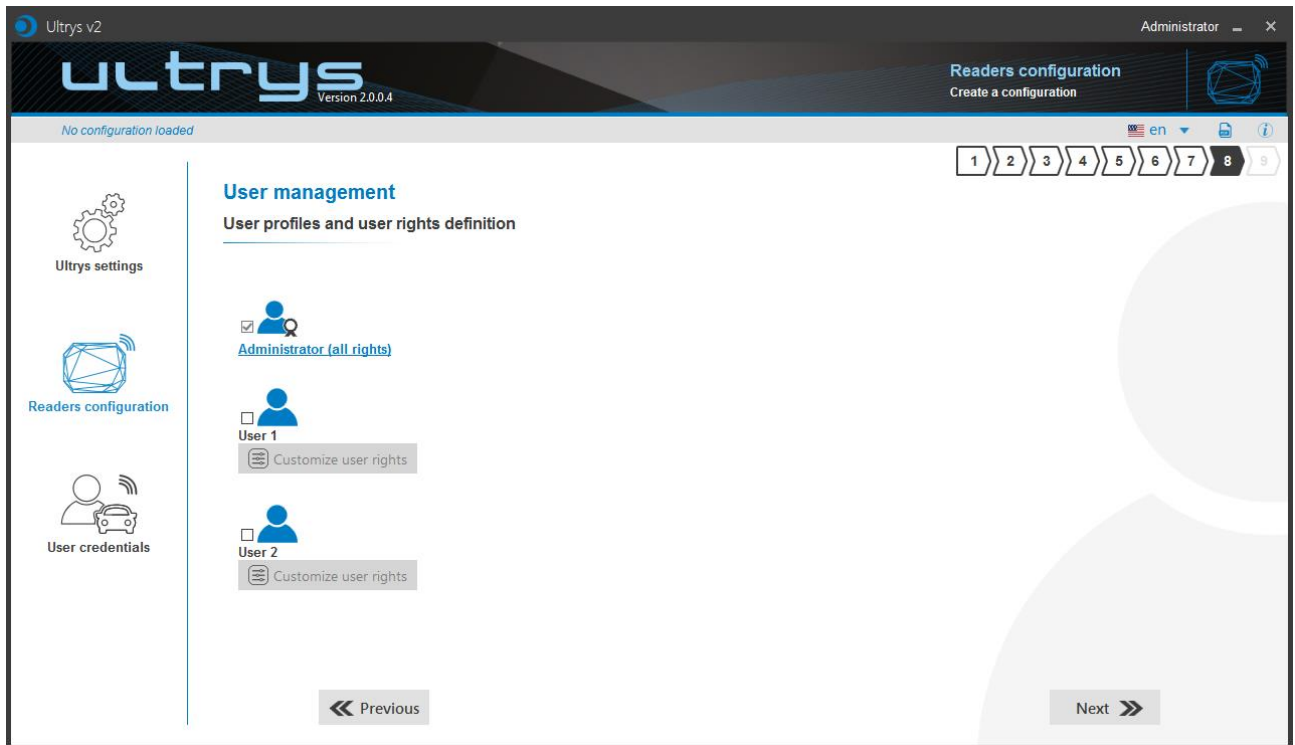 Ultrys v2
Administrator
ultrys
Version 2.0.0.4
Readers configuration
Create a configuration
No configuration loaded
en
1 2 3 4 5 6 7 8 9
User management
User profiles and user rights definition
Ultrys settings
Administrator (all rights)
Readers configuration
User 1
Customize user rights
User credentials
User 2
Customize user rights
Previous
Next